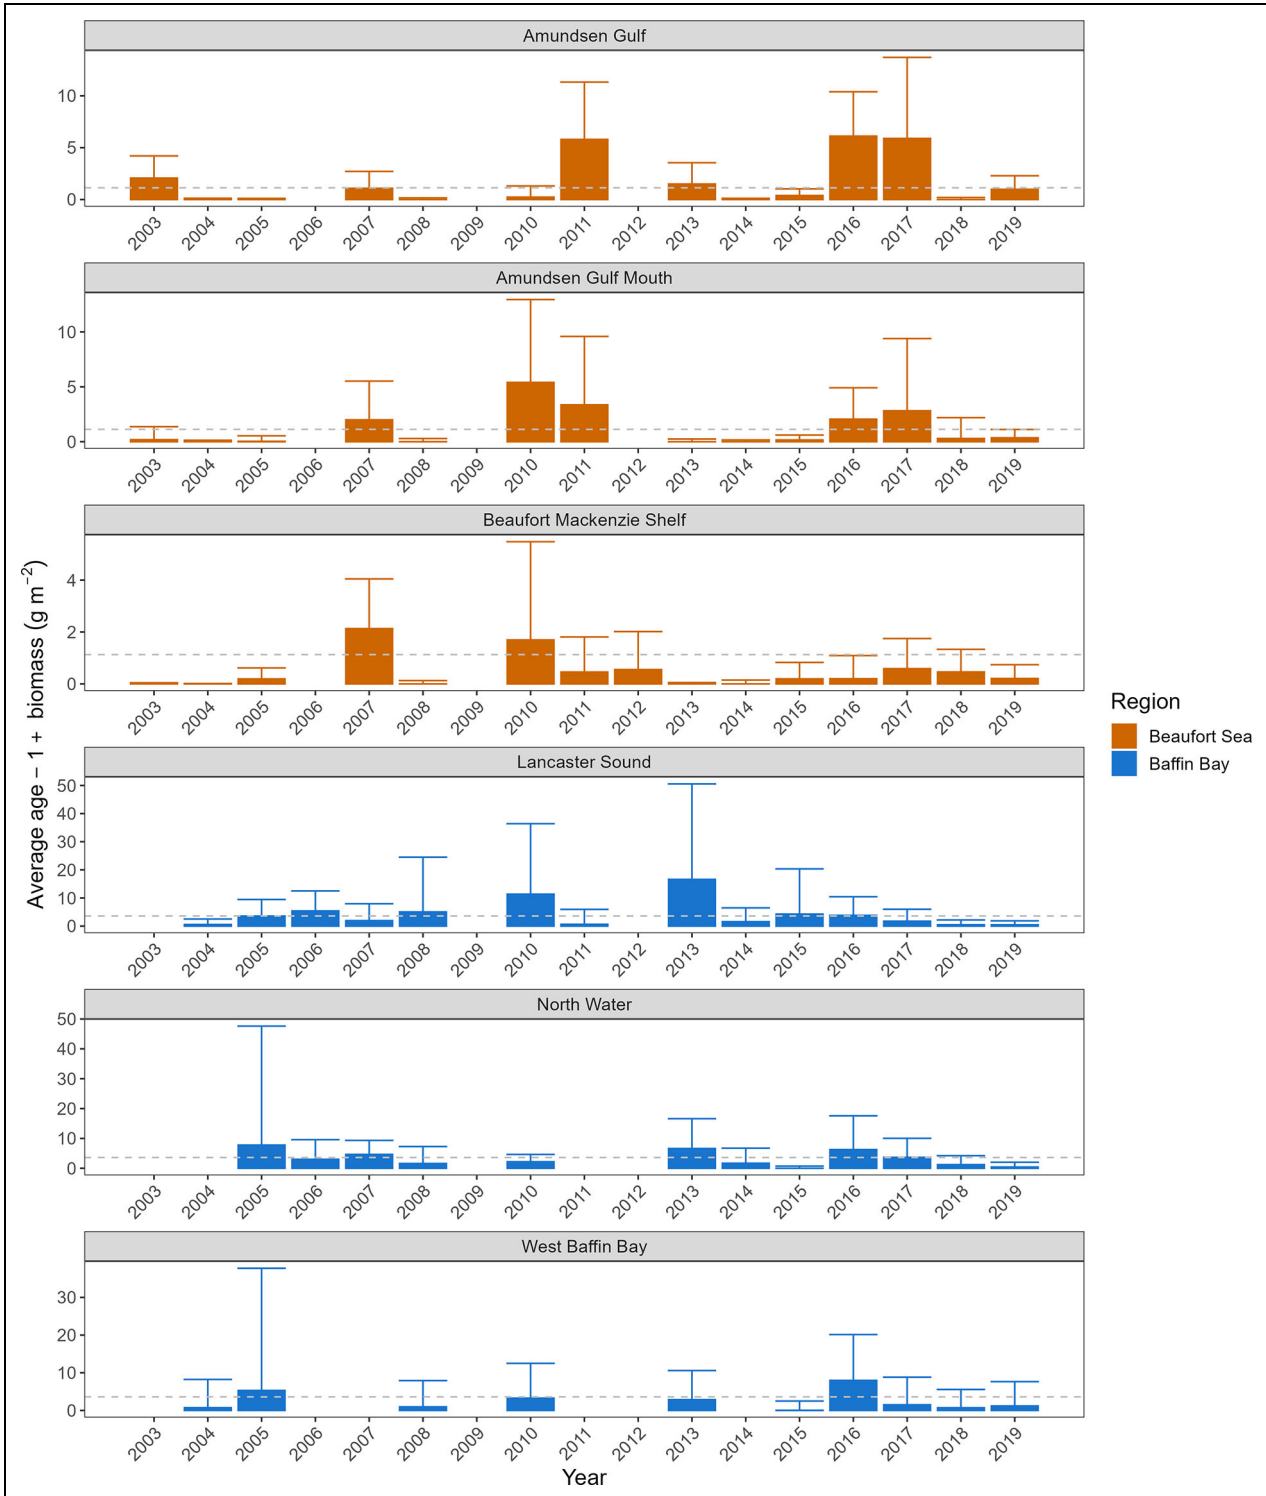 Amundsen Gulf
10
5
0
2003 2004 2005 2006 2007 2008 2009 2010 2011 2012 2013 2014 2015 2016 2017 2018 2019
Amundsen Gulf Mouth
10
5
0
2003 2004 2005 2006 2007 2008 2009 2010 2011 2012 2013 2014 2015 2016 2017 2018 2019
Beaufort Mackenzie Shelf
4
2
0
2003 2004 2005 2006 2007 2008 2009 2010 2011 2012 2013 2014 2015 2016 2017 2018 2019
Lancaster Sound
50
40
30
20
10
0
2003 2004 2005 2006 2007 2008 2009 2010 2011 2012 2013 2014 2015 2016 2017 2018 2019
North Water
50
40
30
20
10
0
2003 2004 2005 2006 2007 2008 2009 2010 2011 2012 2013 2014 2015 2016 2017 2018 2019
West Baffin Bay
30
20
10
0
2003 2004 2005 2006 2007 2008 2009 2010 2011 2012 2013 2014 2015 2016 2017 2018 2019
Year
Average age − 1 + biomass (g m⁻²)
Region
Beaufort Sea
Baffin Bay